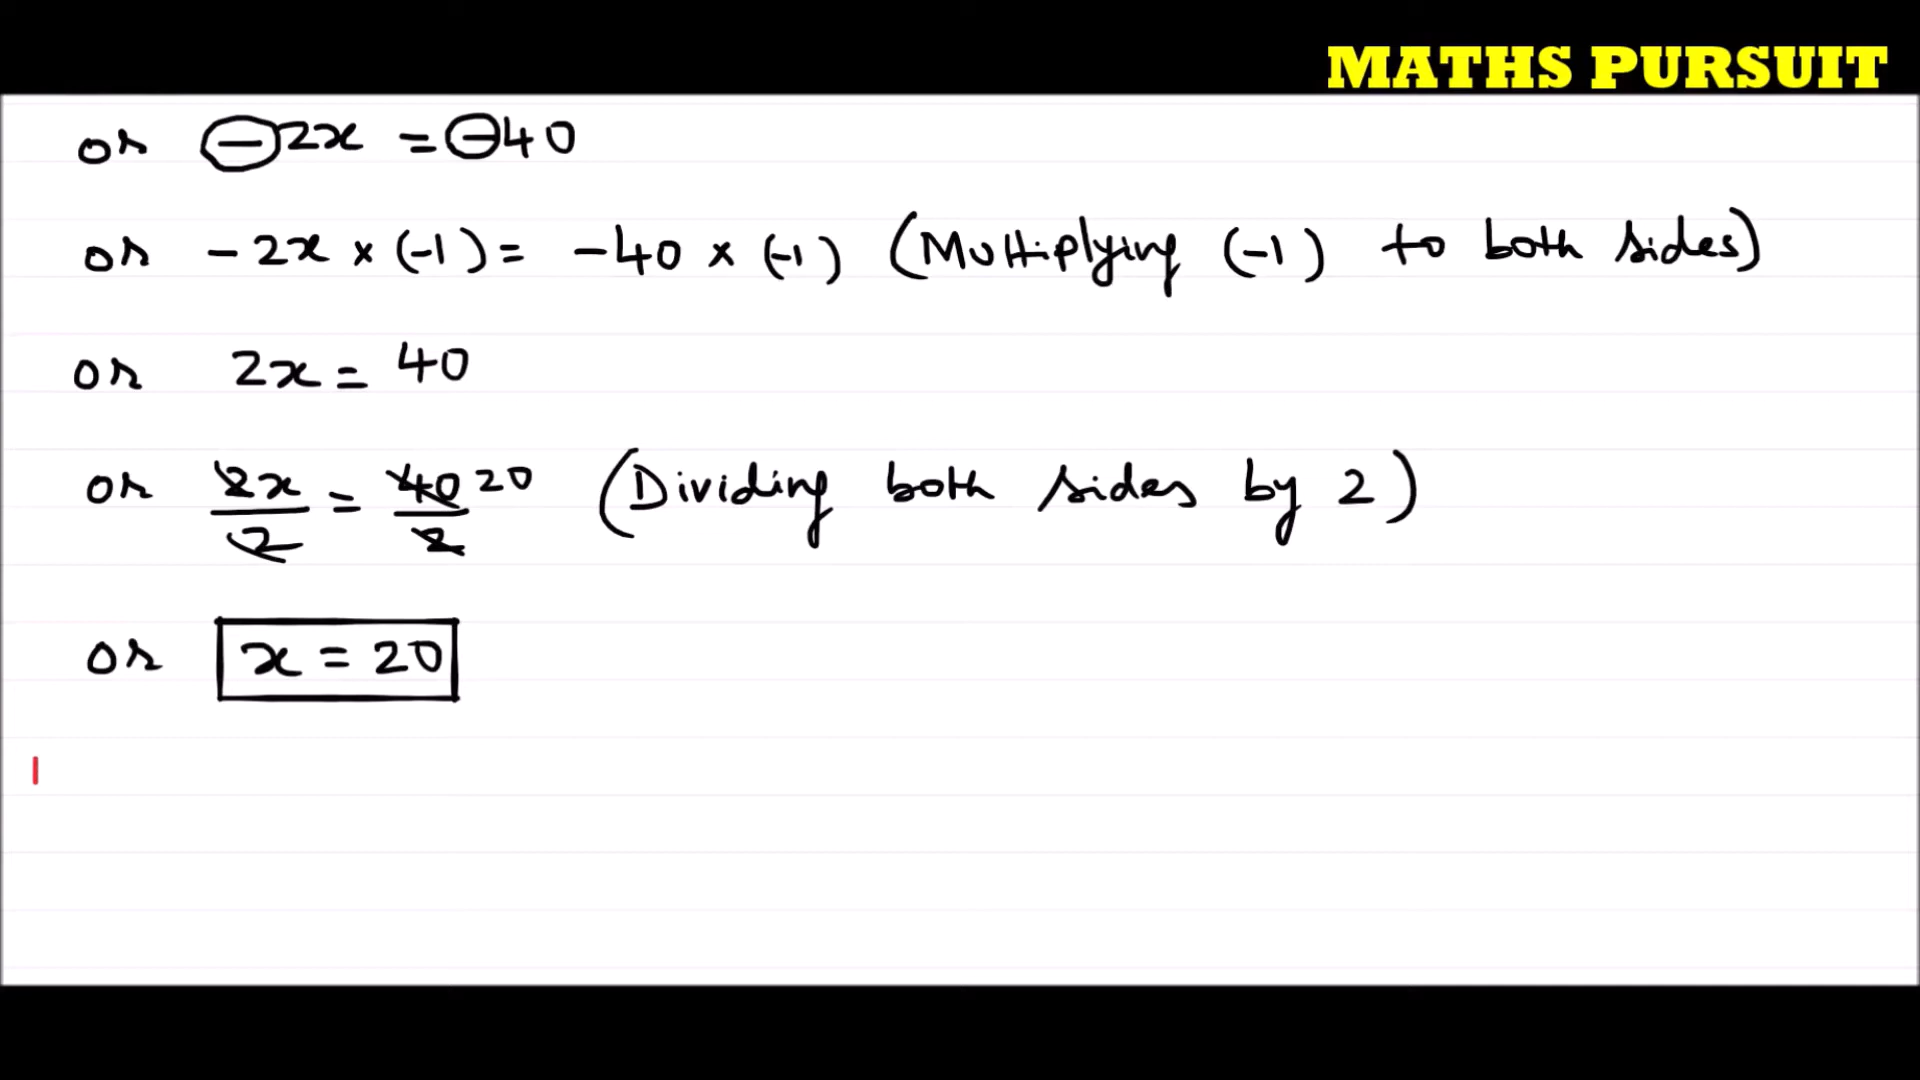 MATHS PURSUIT
or -2x = -40
or -2x × (-1) = -40 × (-1) (Multiplying (-1) to both sides)
or 2x = 40
or 2x/2 = 40/2 20 (Dividing both sides by 2)
or x = 20